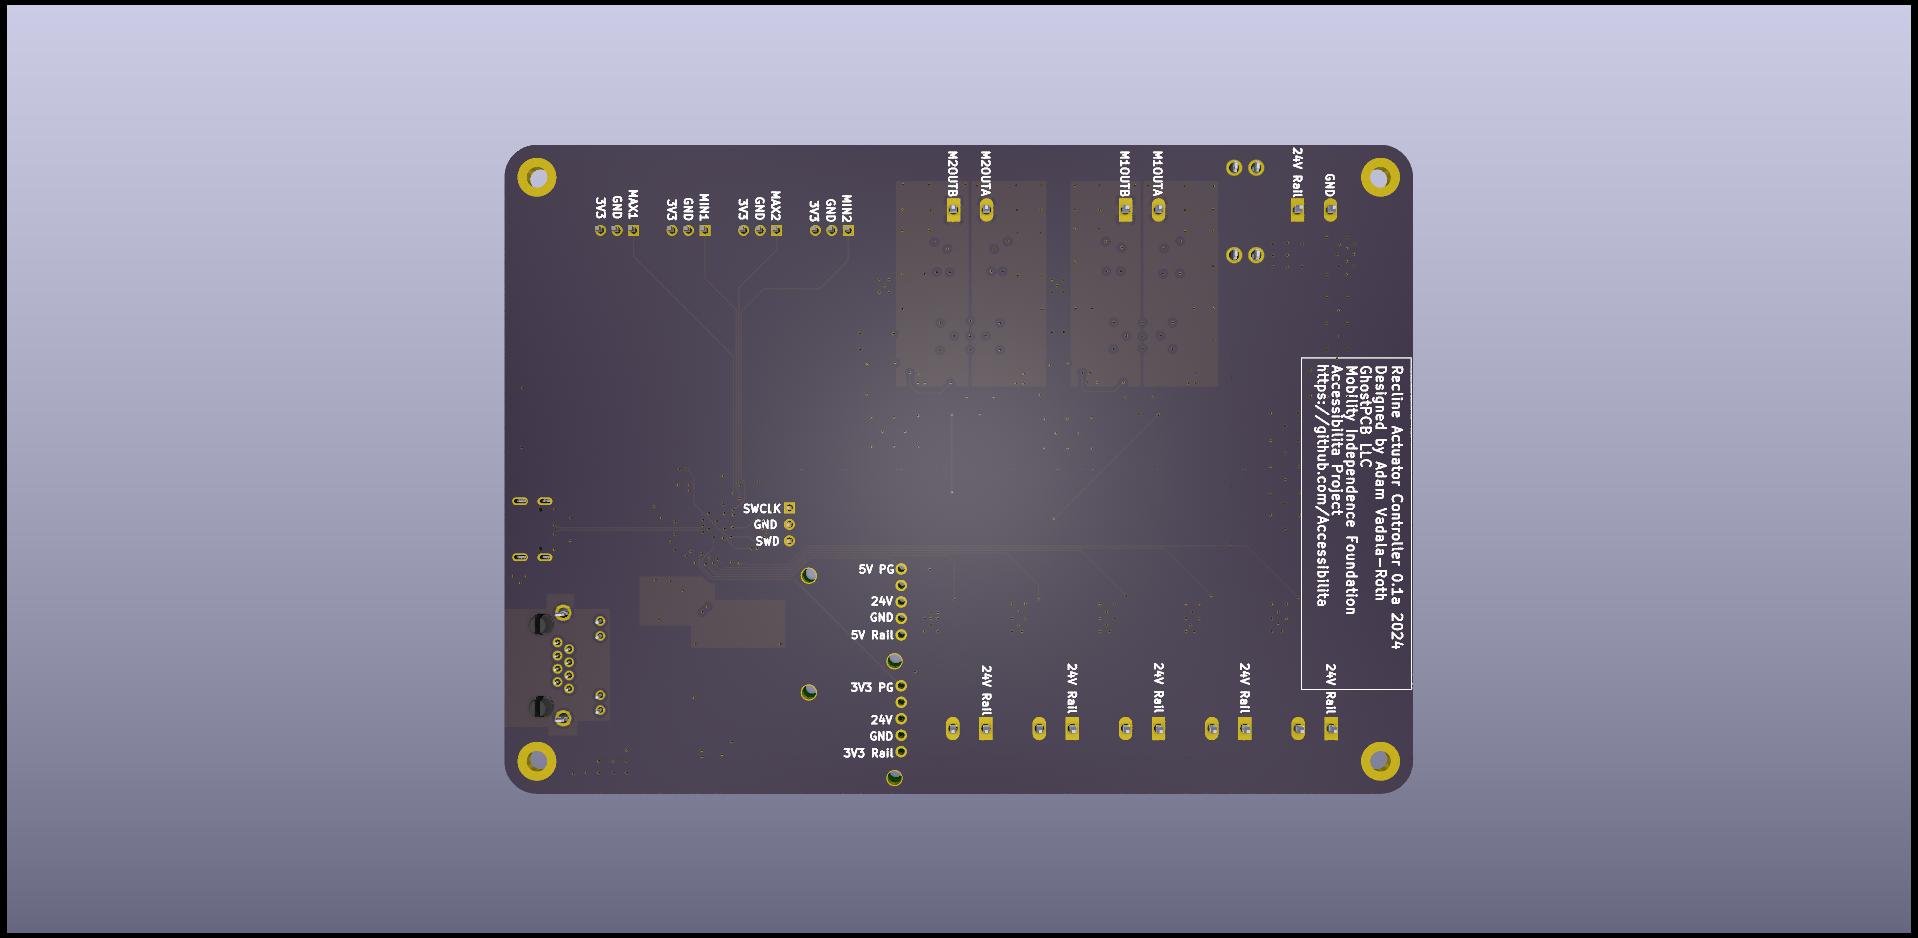 3V3
GND
MAX1
3V3
GND
MIN1
3V3
GND
MAX2
3V3
GND
MIN2
M2OUTB
M2OUTA
M1OUTB
M1OUTA
24V Rail
GND
Recline Actuator Controller 0.1a 2024
Designed by Adam Vadala-Roth
GhostPCB LLC
Mobility Independence Foundation
Accessibilita Project
https://github.com/Accessibilita
SWCLK
GND
SWD
5V PG
24V
GND
5V Rail
3V3 PG
24V
GND
3V3 Rail
24V Rail
24V Rail
24V Rail
24V Rail
24V Rail